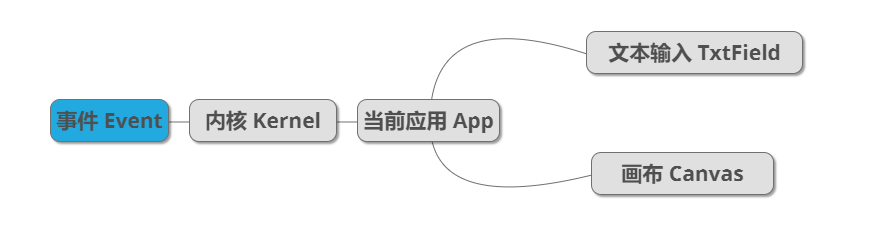 事件 Event
内核 Kernel
当前应用 App
文本输入 TxtField
画布 Canvas